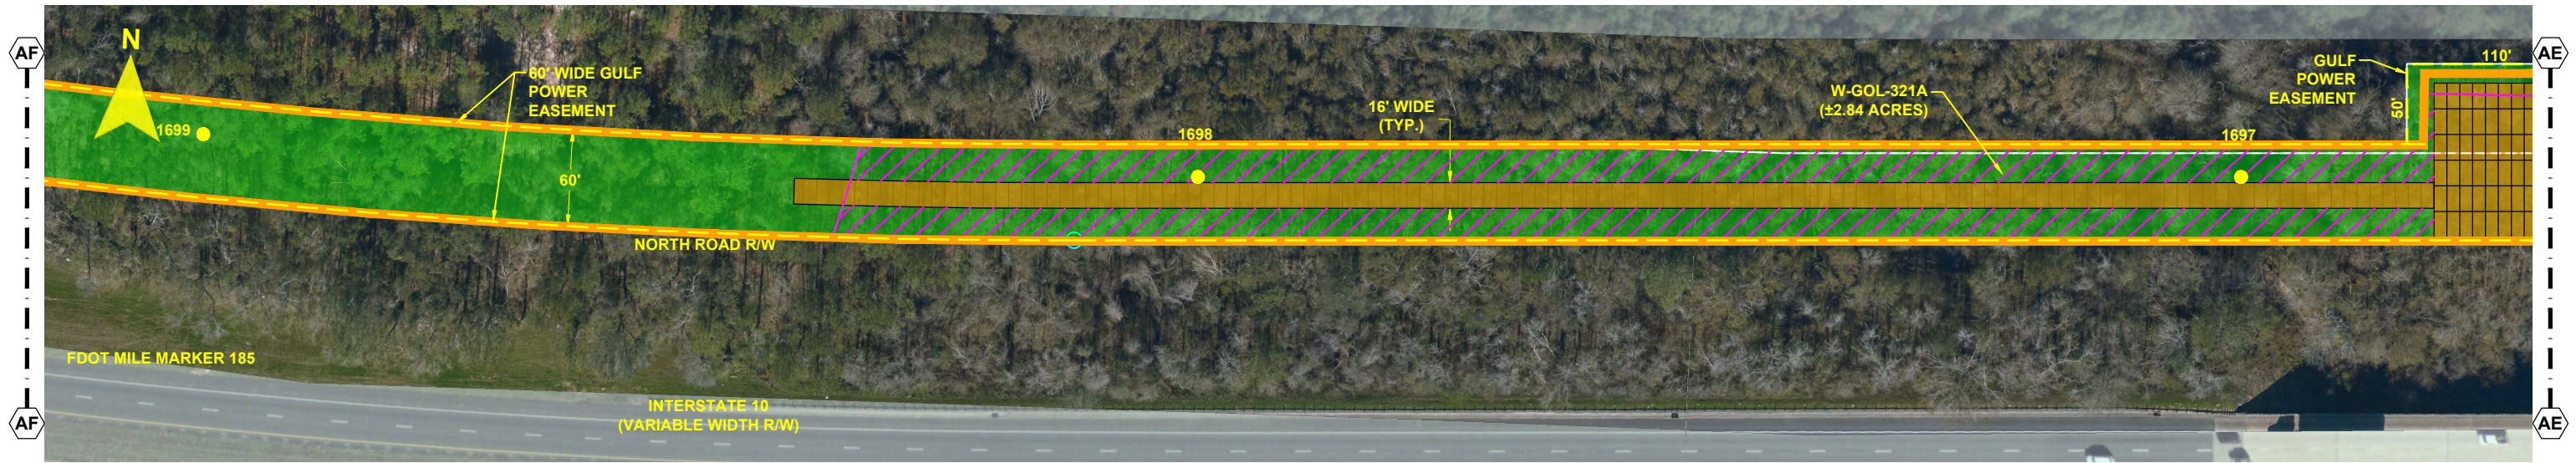 AF
N
60' WIDE GULF
POWER
EASEMENT
1699
60'
NORTH ROAD R/W
1698
16' WIDE
(TYP.)
W-GOL-321A
(±2.84 ACRES)
1697
GULF
POWER
EASEMENT
110'
50'
AE
FDOT MILE MARKER 185
INTERSTATE 10
(VARIABLE WIDTH R/W)
AF
AE